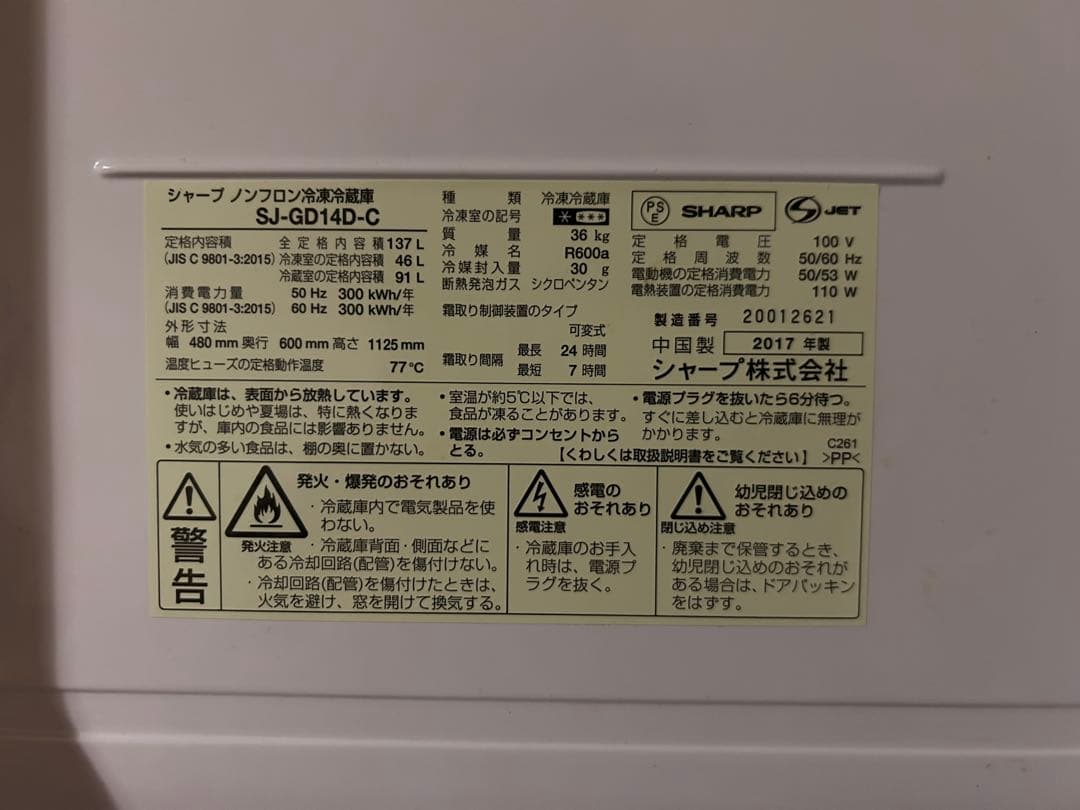 シャープ ノンフロン冷凍冷蔵庫
SJ-GD14D-C
定格内容積 全定格内容積 137 L
(JIS C 9801-3:2015) 冷凍室の定格内容積 46 L
冷蔵室の定格内容積 91 L
消費電力量 50 Hz 300 kWh/年
(JIS C 9801-3:2015) 60 Hz 300 kWh/年
外形寸法
幅 480 mm 奥行 600 mm 高さ 1125 mm
温度ヒューズの定格動作温度 77℃
種類 冷凍冷蔵庫
冷凍室の記号
質量 36 kg
冷媒名 R600a
冷媒封入量 30 g
断熱発泡ガス シクロペンタン
霜取り制御装置のタイプ
可変式
霜取り間隔 最長 24 時間
最短 7 時間
PSE SHARP S JET
定格電圧 100 V
定格周波数 50/60 Hz
電動機の定格消費電力 50/53 W
電熱装置の定格消費電力 110 W
製造番号 20012621
中国製 2017 年製
シャープ株式会社
・冷蔵庫は、表面から放熱しています。
使いはじめや夏場は、特に熱くなりま
すが、庫内の食品には影響ありません。
・水気の多い食品は、棚の奥に置かない。
・室温が約5℃以下では、
食品が凍ることがあります。
・電源は必ずコンセントから
とる。
・電源プラグを抜いたら6分待つ。
すぐに差し込むと冷蔵庫に無理が
かかります。
C261
【くわしくは取扱説明書をご覧ください】 >PP<
警告
発火・爆発のおそれあり
発火注意
・冷蔵庫内で電気製品を使
わない。
・冷蔵庫背面・側面などに
ある冷却回路(配管)を傷付けない。
・冷却回路(配管)を傷付けたときは、
火気を避け、窓を開けて換気する。
感電の
おそれあり
感電注意
・冷蔵庫のお手入
れ時は、電源プ
ラグを抜く。
幼児閉じ込めの
おそれあり
閉じ込め注意
・廃棄まで保管するとき、
幼児閉じ込めのおそれが
ある場合は、ドアパッキン
をはずす。